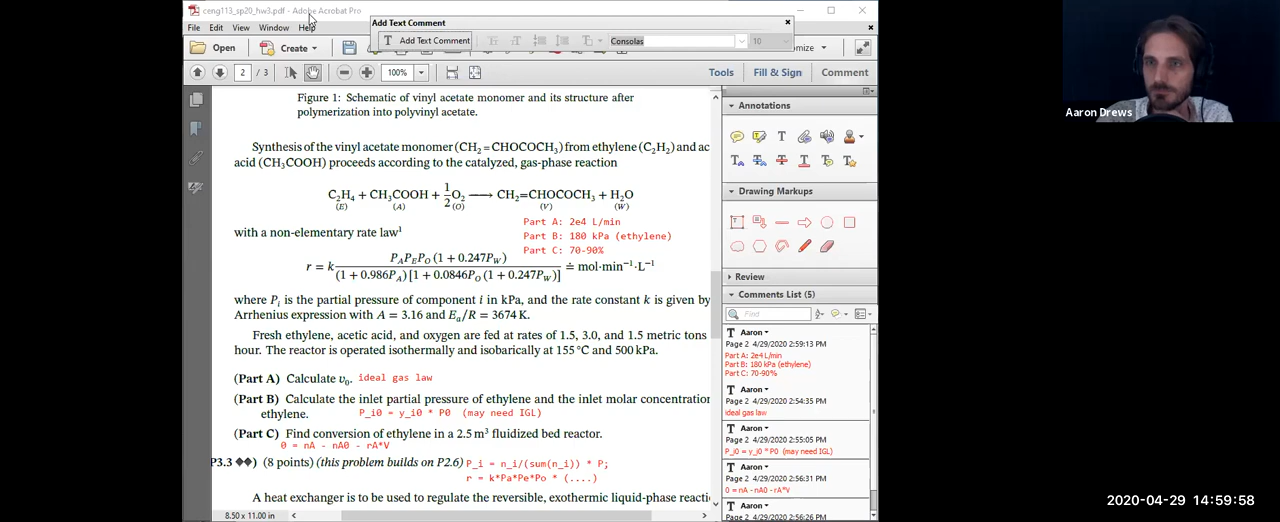 ceng113_sp20_hw3.pdf - Adobe Acrobat Pro
File Edit View Window Help
Add Text Comment
Add Text Comment
Consolas
10
Open
Create
2 / 3
100%
Tools
Fill & Sign
Comment
Figure 1: Schematic of vinyl acetate monomer and its structure after
polymerization into polyvinyl acetate.
Synthesis of the vinyl acetate monomer (CH₂=CHOCOCH₃) from ethylene (C₂H₂) and ac
acid (CH₃COOH) proceeds according to the catalyzed, gas-phase reaction
C₂H₄ + CH₃COOH + 1/2 O₂ ⟶ CH₂=CHOCOCH₃ + H₂O
(E) (A) (O) (V) (W)
Part A: 2e4 L/min
with a non-elementary rate law¹
Part B: 180 kPa (ethylene)
Part C: 70-90%
r = k P_A P_E P_O (1 + 0.247P_W) / (1 + 0.986P_A)[1 + 0.0846P_O (1 + 0.247P_W)] ≐ mol·min⁻¹·L⁻¹
where Pᵢ is the partial pressure of component i in kPa, and the rate constant k is given by
Arrhenius expression with A = 3.16 and Eₐ/R = 3674 K.
Fresh ethylene, acetic acid, and oxygen are fed at rates of 1.5, 3.0, and 1.5 metric tons
hour. The reactor is operated isothermally and isobarically at 155 °C and 500 kPa.
(Part A) Calculate υ₀. ideal gas law
(Part B) Calculate the inlet partial pressure of ethylene and the inlet molar concentration
ethylene. P_i0 = y_i0 * P0 (may need IGL)
(Part C) Find conversion of ethylene in a 2.5 m³ fluidized bed reactor.
0 = nA - nA0 - rA*V
P3.3 ◆◆) (8 points) (this problem builds on P2.6) P_i = n_i/(sum(n_i)) * P;
r = k*Pa*Pe*Po * (....)
A heat exchanger is to be used to regulate the reversible, exothermic liquid-phase reacti
8.50 x 11.00 in
Annotations
Drawing Markups
Review
Comments List (5)
Find
Aaron
Page 2 4/29/2020 2:59:13 PM
Part A: 2e4 L/min
Part B: 180 kPa (ethylene)
Part C: 70-90%
Aaron
Page 2 4/29/2020 2:54:35 PM
ideal gas law
Aaron
Page 2 4/29/2020 2:55:05 PM
P_i0 = y_i0 * P0 (may need IGL)
Aaron
Page 2 4/29/2020 2:56:31 PM
0 = nA - nA0 - rA*V
Aaron
Page 2 4/29/2020 2:56:26 PM
Aaron Drews
2020-04-29 14:59:58